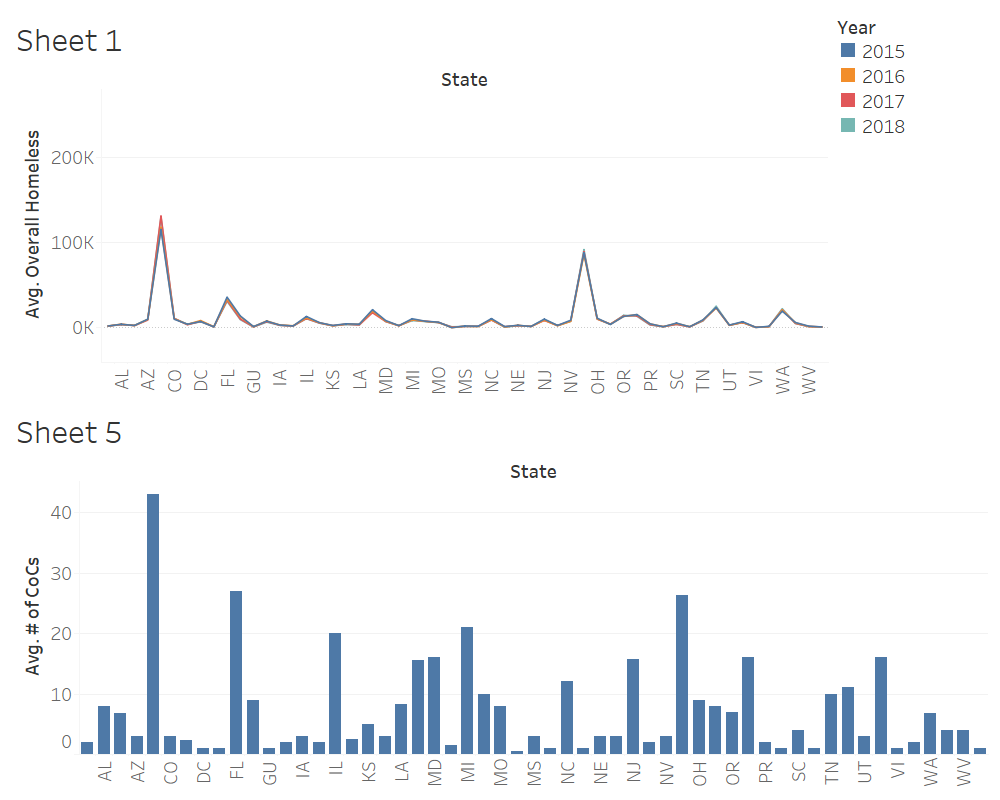 Sheet 1
State
Avg. Overall Homeless
200K
100K
0K
AL AZ CO DC FL GU IA IL KS LA MD MI MO MS NC NE NJ NV OH OR PR SC TN UT VI WA WV
Year
2015
2016
2017
2018
Sheet 5
State
Avg. # of CoCs
40
30
20
10
0
AL AZ CO DC FL GU IA IL KS LA MD MI MO MS NC NE NJ NV OH OR PR SC TN UT VI WA WV